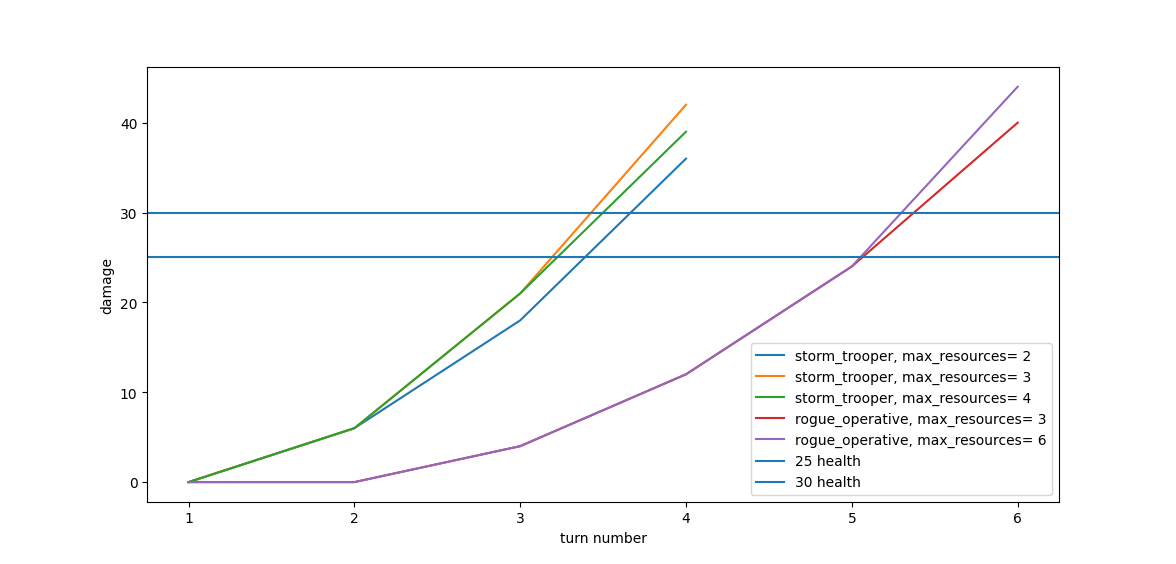 40
30
20
10
0
damage
1 2 3 4 5 6
turn number
storm_trooper, max_resources= 2
storm_trooper, max_resources= 3
storm_trooper, max_resources= 4
rogue_operative, max_resources= 3
rogue_operative, max_resources= 6
25 health
30 health